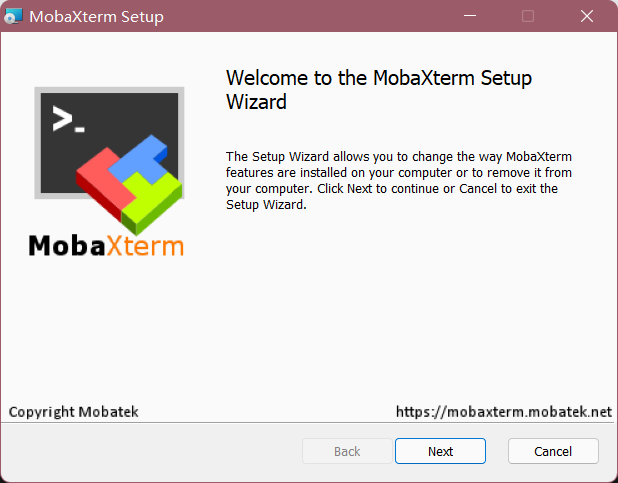 MobaXterm Setup
>_
Welcome to the MobaXterm Setup
Wizard
The Setup Wizard allows you to change the way MobaXterm
features are installed on your computer or to remove it from
your computer. Click Next to continue or Cancel to exit the
Setup Wizard.
MobaXterm
Copyright Mobatek
https://mobaxterm.mobatek.net
Back
Next
Cancel